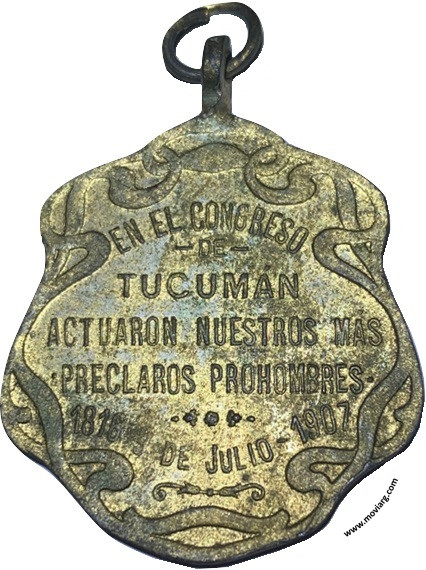 EN EL CONGRESO
- DE -
TUCUMAN
ACTUARON NUESTROS MAS
·PRECLAROS PROHOMBRES·
1816 - 1907
DE JULIO
www.moviarg.com